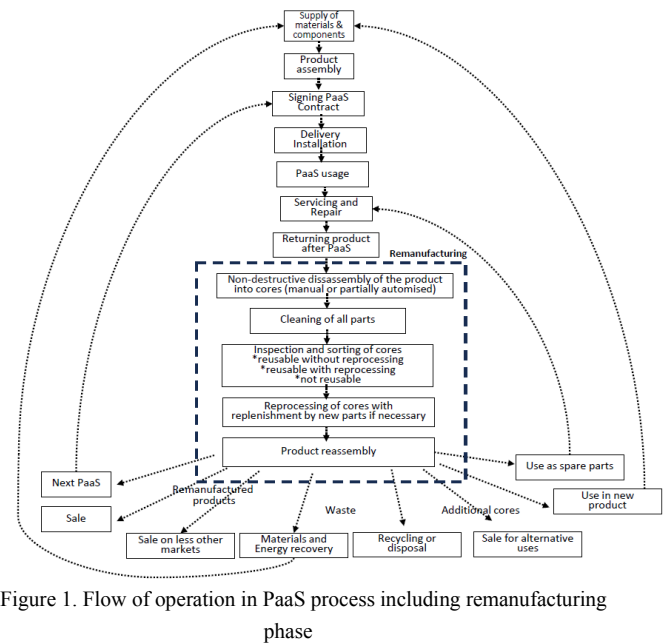 Supply of
materials &
components
Product
assembly
Signing PaaS
Contract
Delivery
Installation
PaaS usage
Servicing and
Repair
Returning product
after PaaS
Remanufacturing
Non-destructive dissassembly of the product
into cores (manual or partially automised)
Cleaning of all parts
Inspection and sorting of cores
*reusable without reprocessing
*reusable with reprocessing
*not reusable
Reprocessing of cores with
replenishment by new parts if necessary
Product reassembly
Use as spare parts
Next PaaS
Remanufactured
products
Use in new
product
Sale
Waste
Additional cores
Sale on less other
markets
Materials and
Energy recovery
Recycling or
disposal
Sale for alternative
uses
Figure 1. Flow of operation in PaaS process including remanufacturing
phase